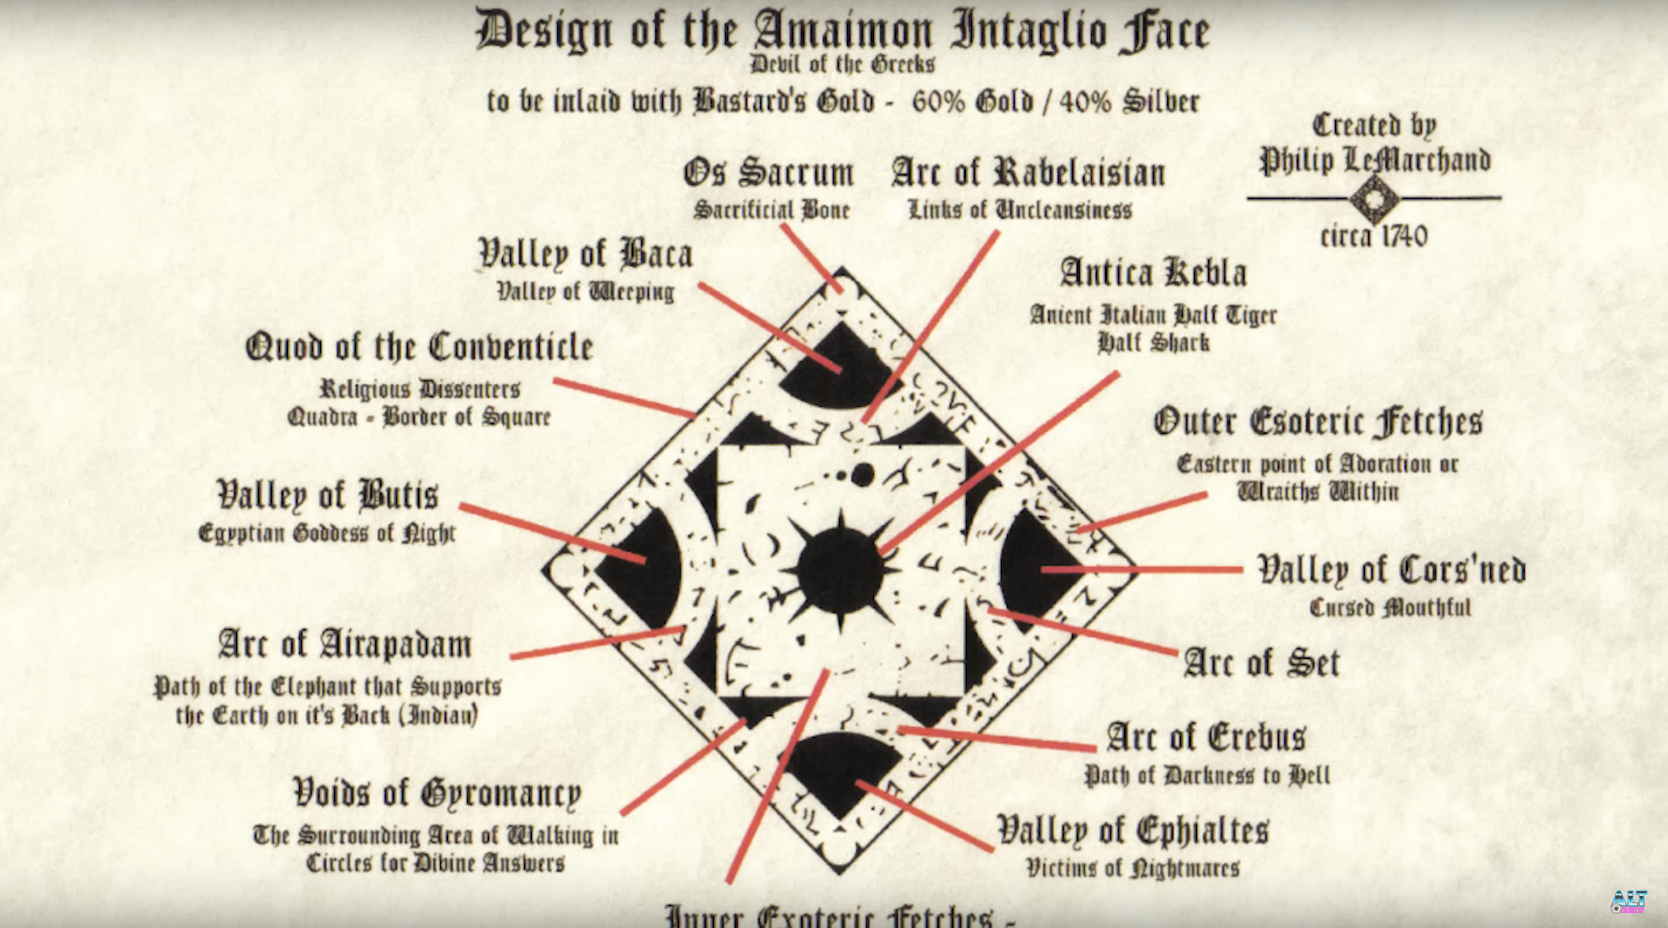 Design of the Amaimon Intaglio Face
Devil of the Greeks
to be inlaid with Bastard's Gold - 60% Gold / 40% Silver
Created by
Philip LeMarchand
circa 1740
Os Sacrum
Sacrificial Bone
Arc of Rabelaisian
Links of Uncleansiness
Valley of Baca
Valley of Weeping
Antica Kebla
Anient Italian Half Tiger
Half Shark
Quod of the Conventicle
Religious Dissenters
Quadra - Border of Square
Outer Esoteric Fetches
Eastern point of Adoration or
Wraiths Within
Valley of Butis
Egyptian Goddess of Night
Valley of Cors'ned
Cursed Mouthful
Arc of Airapadam
Path of the Elephant that Supports
the Earth on it's Back (Indian)
Arc of Set
Arc of Erebus
Path of Darkness to Hell
Voids of Gyromancy
The Surrounding Area of Walking in
Circles for Divine Answers
Valley of Ephialtes
Victims of Nightmares
Inner Exoteric Fetches -
ALT